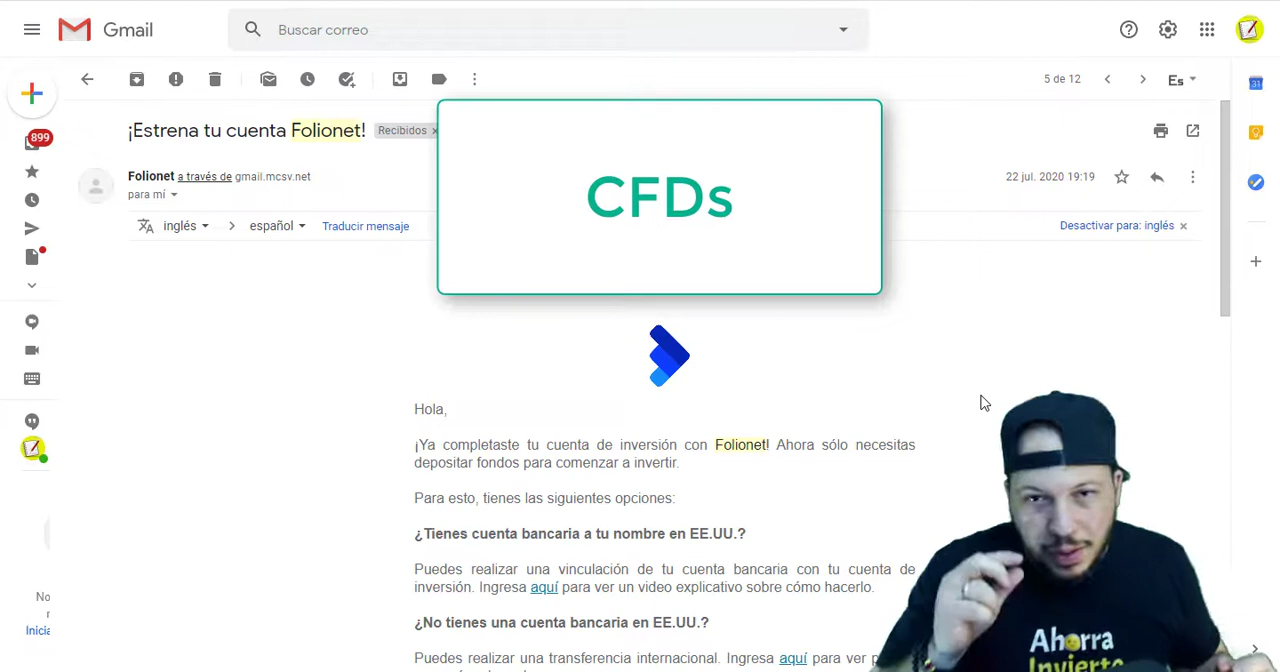 Gmail
Buscar correo
5 de 12
Es
899
¡Estrena tu cuenta Folionet!
Recibidos ×
CFDs
Folionet a través de gmail.mcsv.net
22 jul. 2020 19:19
para mí
inglés > español Traducir mensaje
Desactivar para: inglés ×
31
Hola,
¡Ya completaste tu cuenta de inversión con Folionet! Ahora sólo necesitas
depositar fondos para comenzar a invertir.
Para esto, tienes las siguientes opciones:
¿Tienes cuenta bancaria a tu nombre en EE.UU.?
Puedes realizar una vinculación de tu cuenta bancaria con tu cuenta de
inversión. Ingresa aquí para ver un video explicativo sobre cómo hacerlo.
¿No tienes una cuenta bancaria en EE.UU.?
Puedes realizar una transferencia internacional. Ingresa aquí para ver
No
Inicia
Ahorra
Invierte